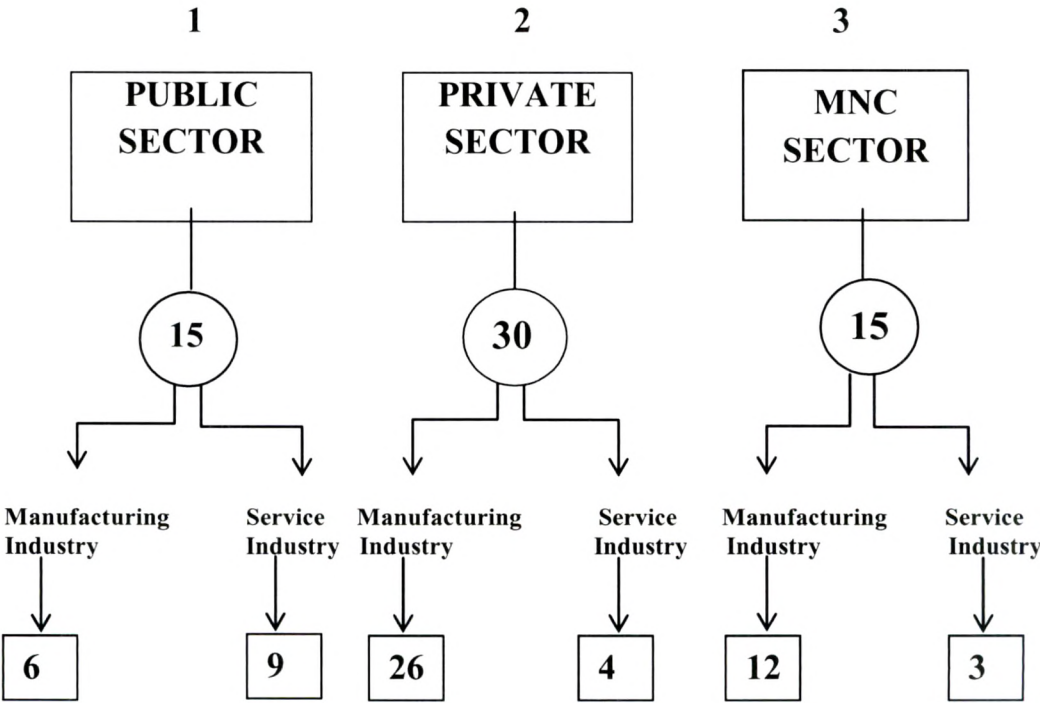 1 2 3
PUBLIC SECTOR
PRIVATE SECTOR
MNC SECTOR
15 30 15
Manufacturing Industry
Service Industry
Manufacturing Industry
Service Industry
Manufacturing Industry
Service Industry
6 9 26 4 12 3